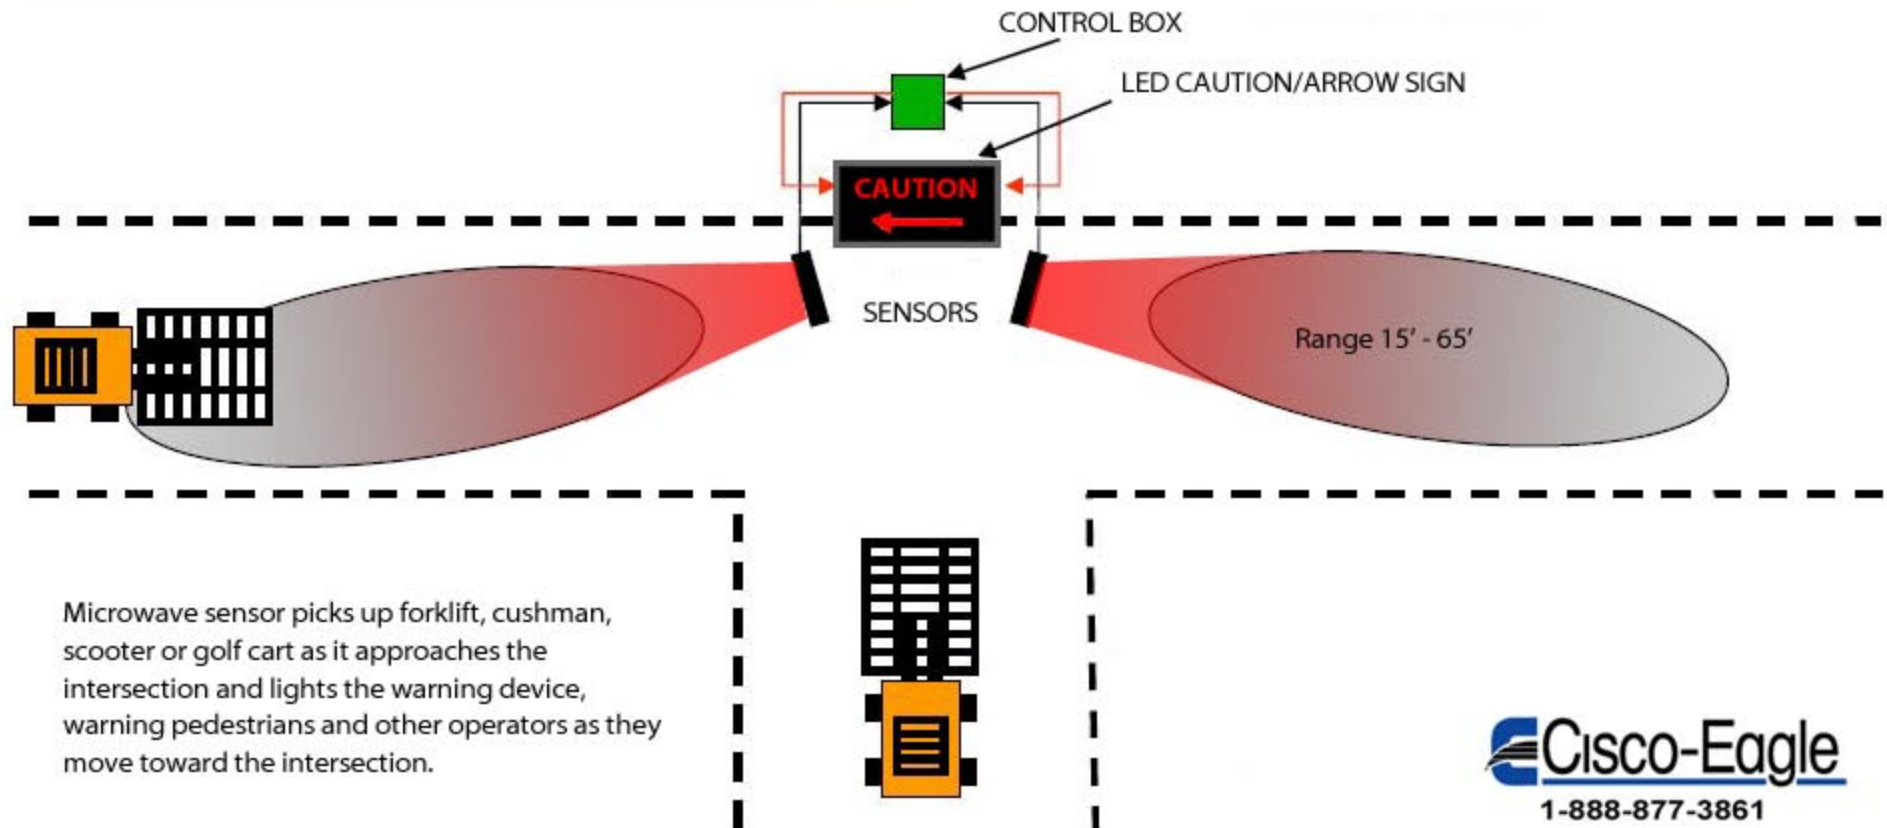 CONTROL BOX
LED CAUTION/ARROW SIGN
CAUTION
SENSORS
Range 15' - 65'
Microwave sensor picks up forklift, cushman,
scooter or golf cart as it approaches the
intersection and lights the warning device,
warning pedestrians and other operators as they
move toward the intersection.
Cisco-Eagle
1-888-877-3861